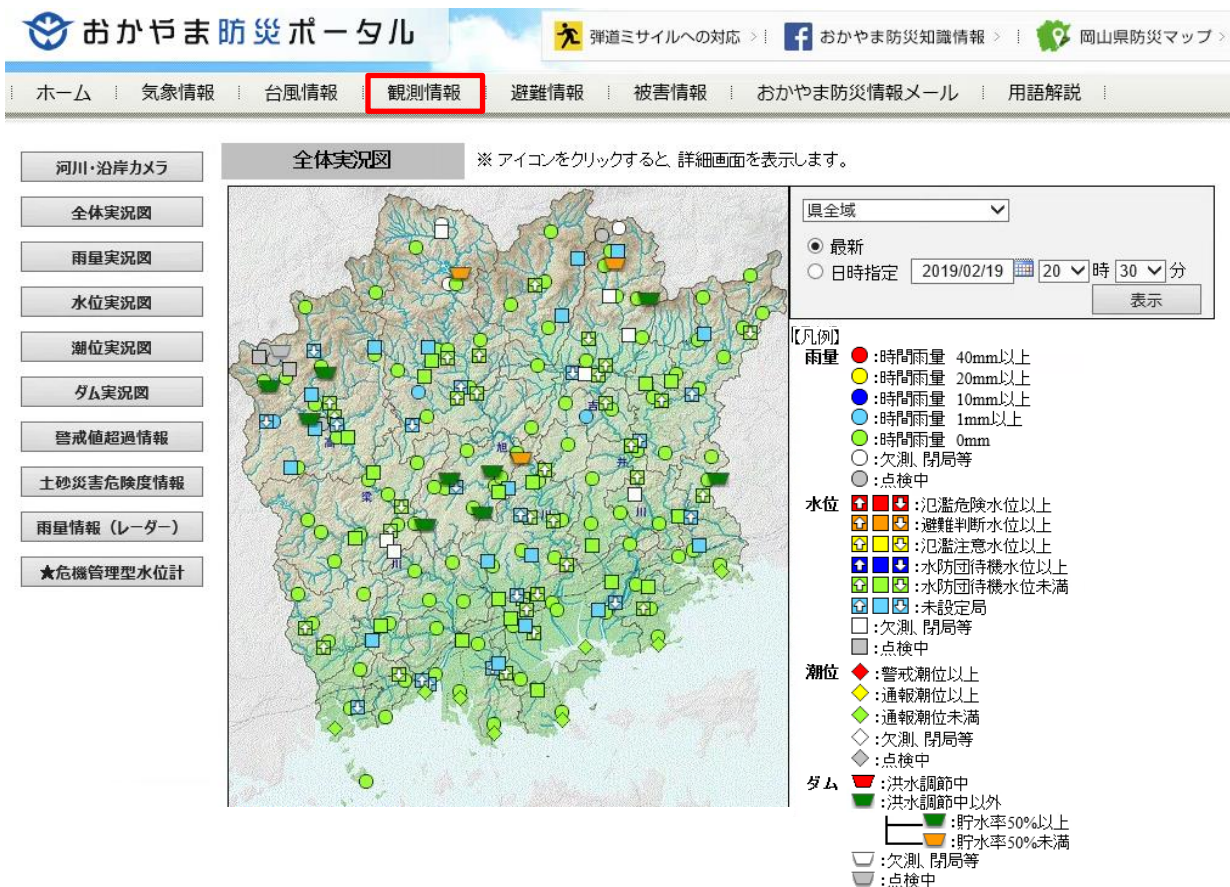 おかやま防災ポータル
弾道ミサイルへの対応 >
おかやま防災知識情報 >
岡山県防災マップ >
ホーム 気象情報 台風情報 観測情報 避難情報 被害情報 おかやま防災情報メール 用語解説
河川・沿岸カメラ
全体実況図
雨量実況図
水位実況図
潮位実況図
ダム実況図
警戒値超過情報
土砂災害危険度情報
雨量情報（レーダー）
★危機管理型水位計
全体実況図 ※ アイコンをクリックすると、詳細画面を表示します。
吉
旭
高
井
梁
川
川
川
県全域
最新
日時指定 2019/02/19 20 時 30 分
表示
【凡例】
雨量 :時間雨量 40mm以上
:時間雨量 20mm以上
:時間雨量 10mm以上
:時間雨量 1mm以上
:時間雨量 0mm
:欠測、閉局等
:点検中
水位 :氾濫危険水位以上
:避難判断水位以上
:氾濫注意水位以上
:水防団待機水位以上
:水防団待機水位未満
:未設定局
:欠測、閉局等
:点検中
潮位 :警戒潮位以上
:通報潮位以上
:通報潮位未満
:欠測、閉局等
:点検中
ダム :洪水調節中
:洪水調節中以外
:貯水率50%以上
:貯水率50%未満
:欠測、閉局等
:点検中